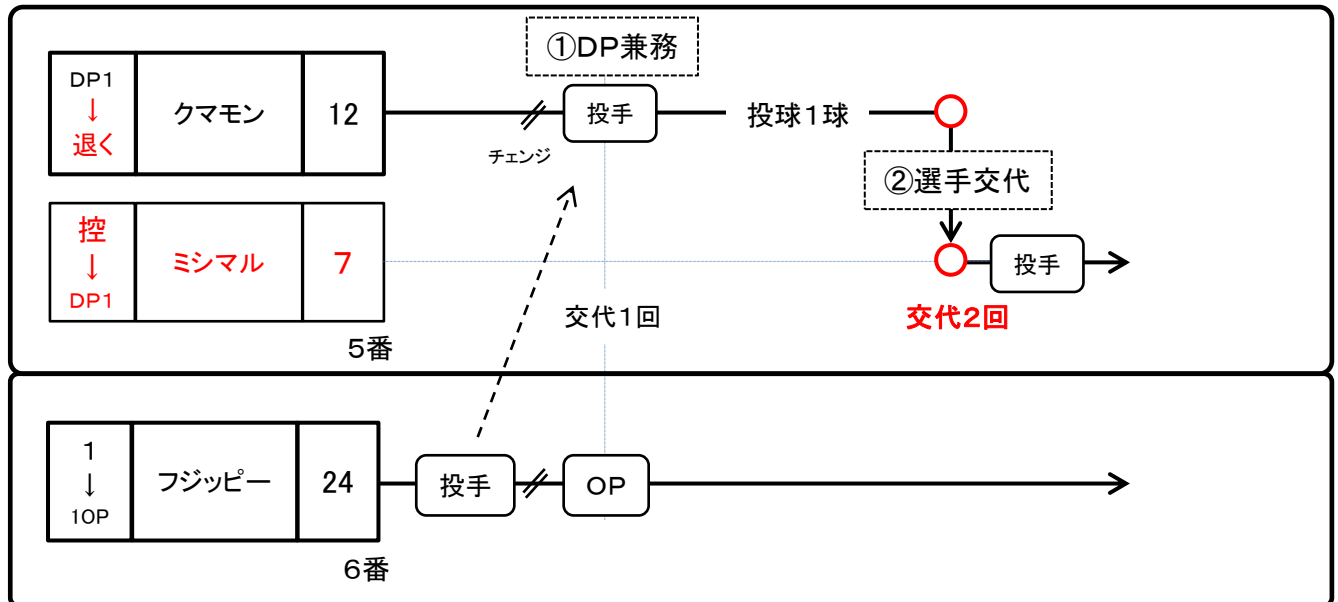 ①ＤＰ兼務
DP1
↓
退く
クマモン
12
チェンジ
投手
投球１球
②選手交代
控
↓
DP1
ミシマル
７
投手
交代１回
交代２回
５番
１
↓
1OP
フジッピー
24
投手
ＯＰ
６番